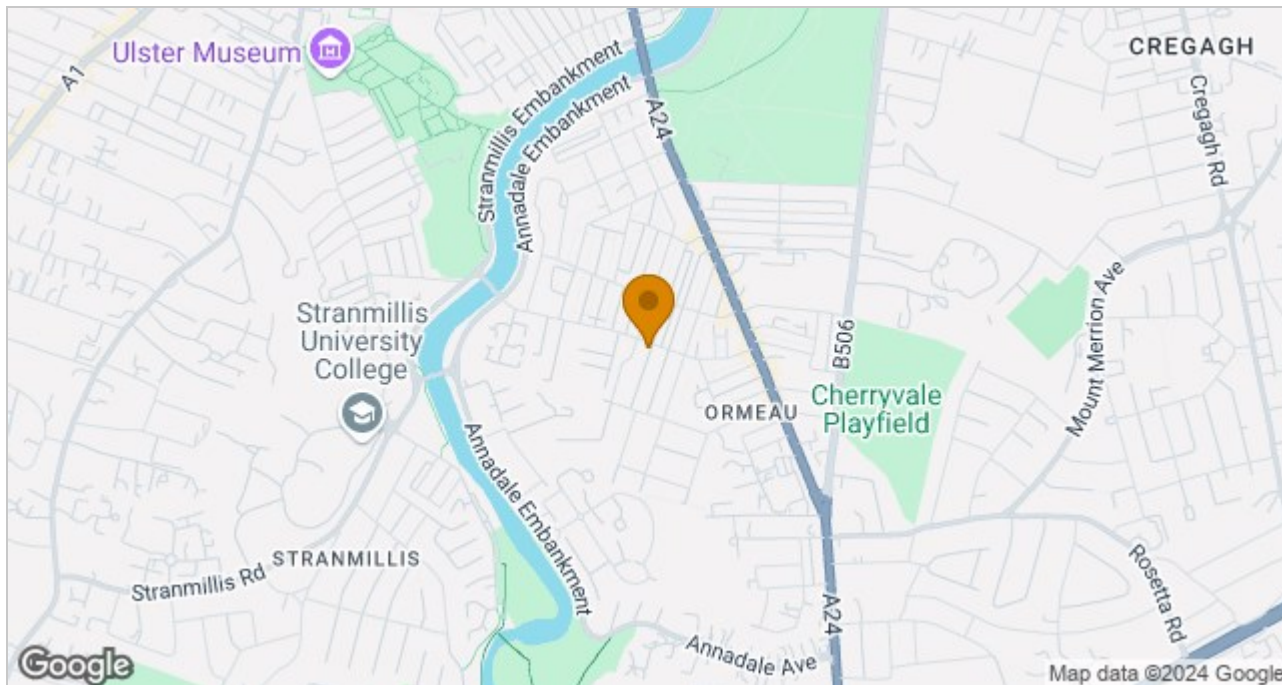 Ulster Museum
A1
Stranmillis Embankment
Annadale Embankment
A24
CREGAGH
Cregagh Rd
Stranmillis
University
College
B506
Mount Merrion Ave
Cherryvale
Playfield
ORMEAU
Annadale Embankment
STRANMILLIS
Stranmillis Rd
A24
Rosetta Rd
Annadale Ave
Google
Map data ©2024 Google